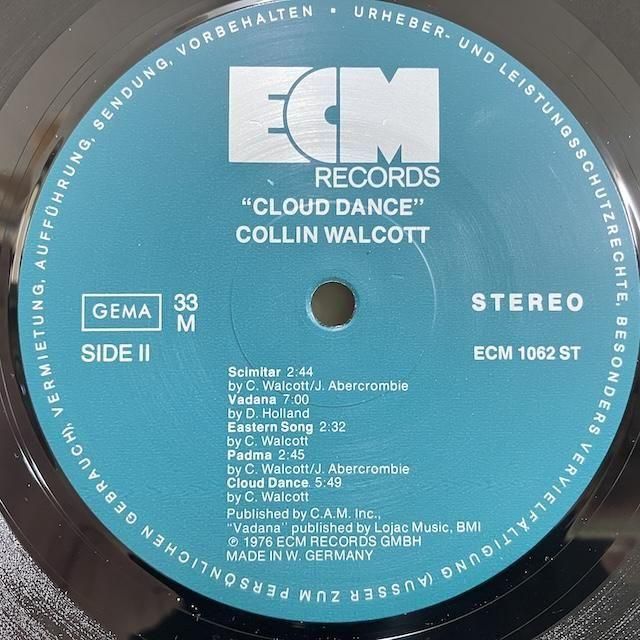 URHEBER- UND LEISTUNGSSCHUTZRECHTE, BESONDERS VERVIELFÄLTIGUNG (AUSSER ZUM PERSÖNLICHEN GEBRAUCH), VERMIETUNG, AUFFÜHRUNG, SENDUNG, VORBEHALTEN •
ECM
RECORDS
“CLOUD DANCE”
COLLIN WALCOTT
GEMA
33
M
STEREO
SIDE II
ECM 1062 ST
Scimitar 2:44
by C. Walcott/J. Abercrombie
Vadana 7:00
by D. Holland
Eastern Song 2:32
by C. Walcott
Padma 2:45
by C. Walcott/J. Abercrombie
Cloud Dance 5:49
by C. Walcott
Published by C.A.M. Inc.,
“Vadana” published by Lojac Music, BMI
℗ 1976 ECM RECORDS GMBH
MADE IN W. GERMANY